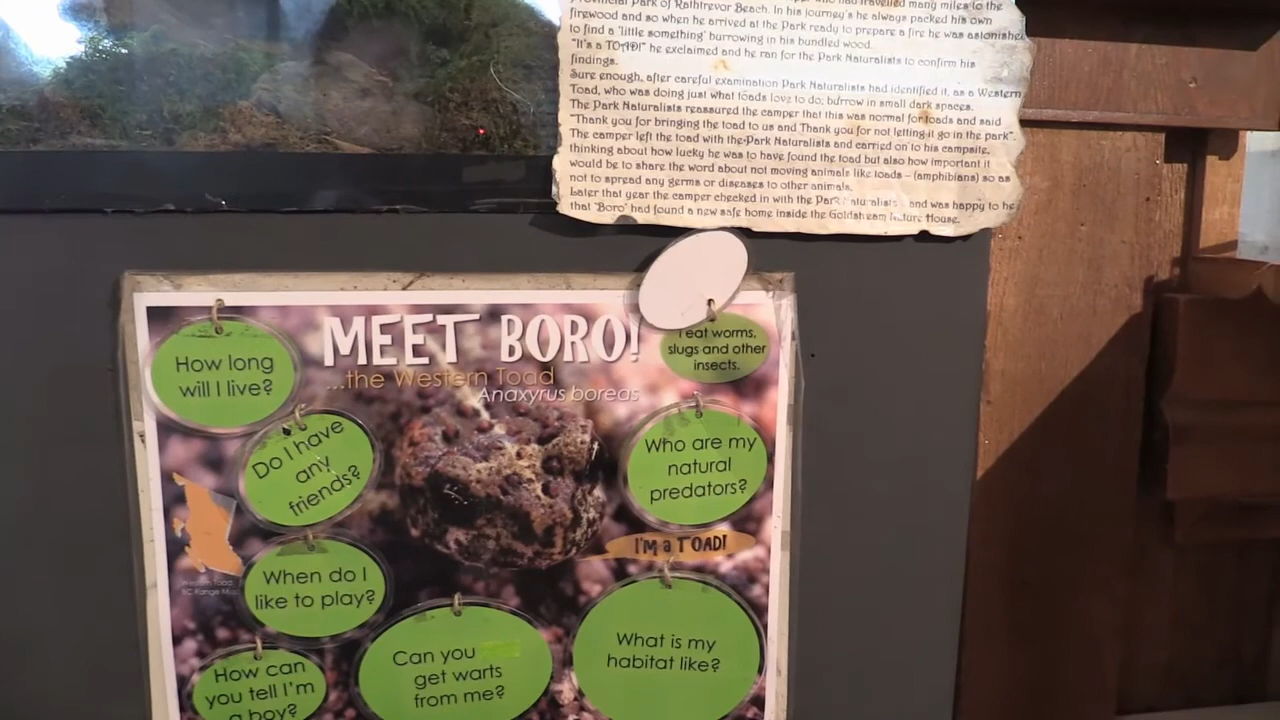 Provincial Park of Rathtrevor Beach. In his journey's he always packed his own
firewood and so when he arrived at the Park ready to prepare a fire he was astonished
to find a 'little something' burrowing in his bundled wood.
"It's a TOAD!" he exclaimed and he ran for the Park Naturalists to confirm his
findings.
Sure enough, after careful examination Park Naturalists had identified it, as a Western
Toad, who was doing just what toads love to do; burrow in small dark spaces.
The Park Naturalists reassured the camper that this was normal for toads and said
"Thank you for bringing the toad to us and Thank you for not letting it go in the park".
The camper left the toad with the Park Naturalists and carried on to his campsite,
thinking about how lucky he was to have found the toad but also how important it
would be to share the word about not moving animals like toads – (amphibians) so as
not to spread any germs or diseases to other animals.
Later that year the camper checked in with the Park Naturalists and was happy to he
that "Boro" had found a new safe home inside the Goldstream Nature House.
MEET BORO!
...the Western Toad
Anaxyrus boreas
How long
will I live?
I eat worms,
slugs and other
insects.
Do I have
any
friends?
Who are my
natural
predators?
I'M a TOAD!
Western Toad
BC Range Map
When do I
like to play?
How can
you tell I'm
a boy?
Can you
get warts
from me?
What is my
habitat like?